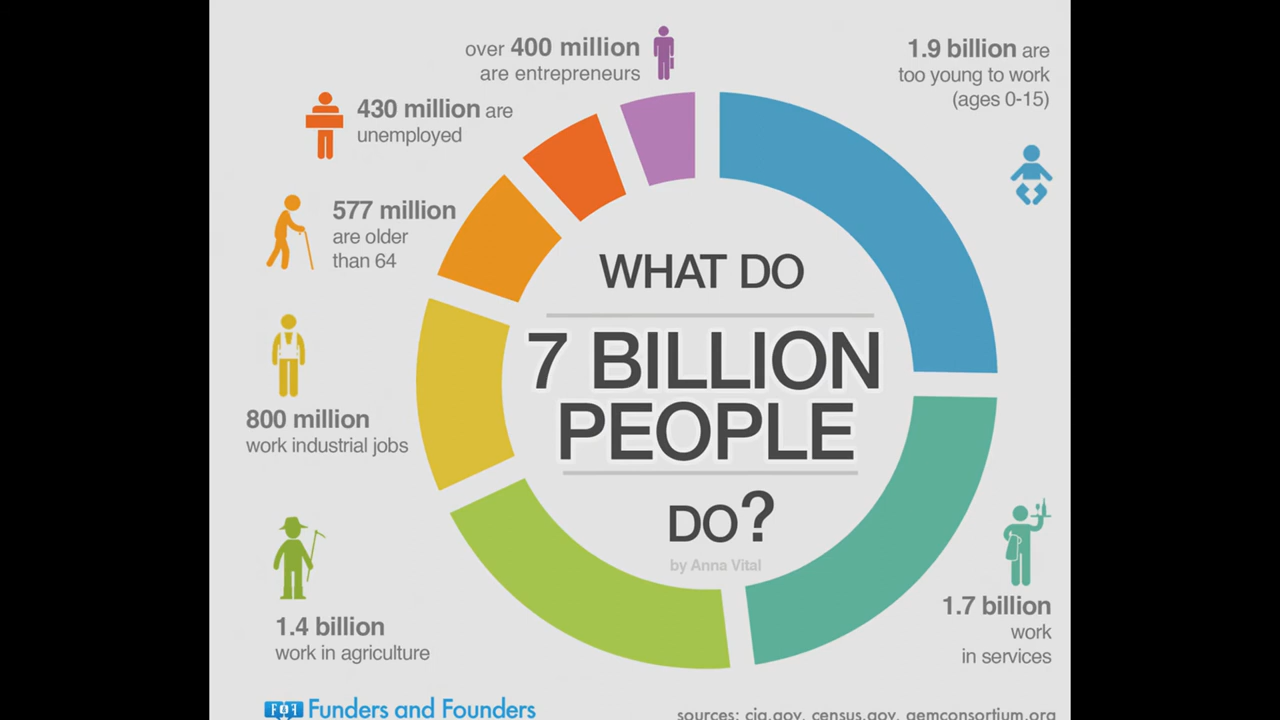 over 400 million
are entrepreneurs
1.9 billion are
too young to work
(ages 0-15)
430 million are
unemployed
577 million
are older
than 64
WHAT DO
7 BILLION
PEOPLE
DO?
by Anna Vital
800 million
work industrial jobs
1.4 billion
work in agriculture
1.7 billion
work
in services
F&F Funders and Founders
sources: cia.gov, census.gov, gemconsortium.org